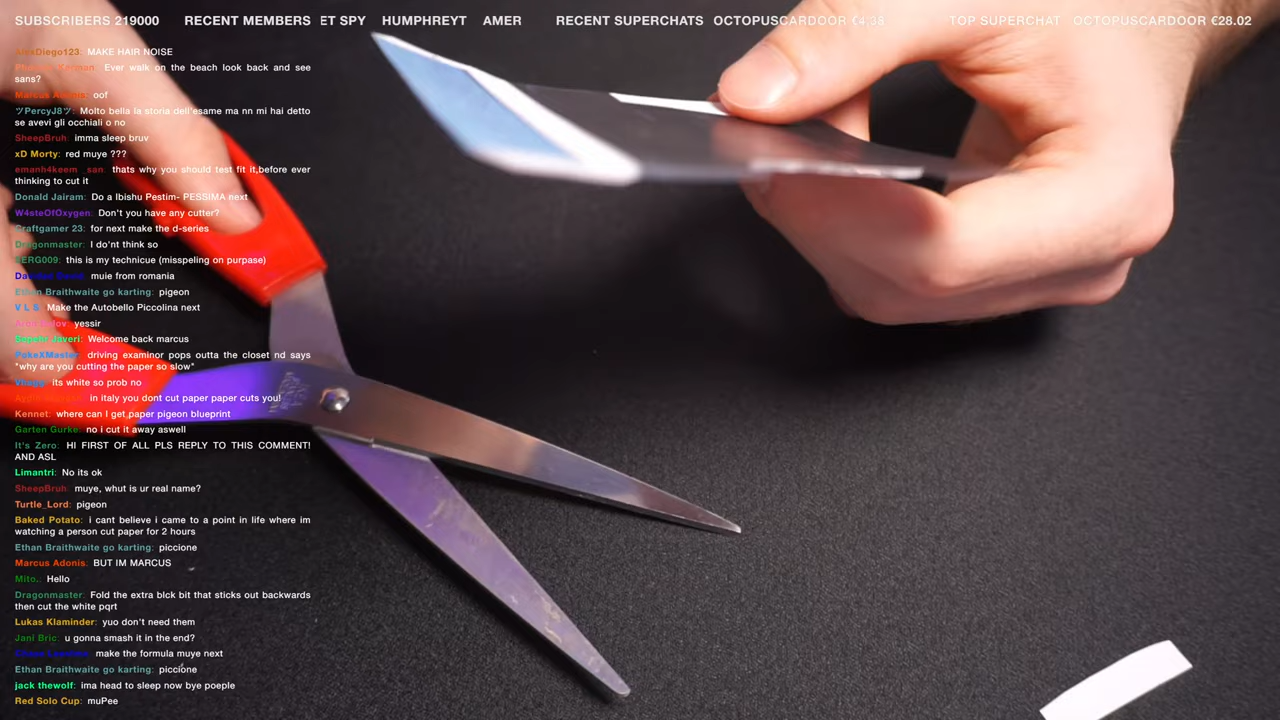 SUBSCRIBERS 219000 RECENT MEMBERS ET SPY HUMPHREYT AMER RECENT SUPERCHATS OCTOPUSCARDOOR €4.38 TOP SUPERCHAT OCTOPUSCARDOOR €28.02
AlexDiego123: MAKE HAIR NOISE
Ever walk on the beach look back and see
sans?
Marcus Adonis: oof
ツPercyJ8ツ: Molto bella la storia dell'esame ma nn mi hai detto
se avevi gli occhiali o no
SheepBruh: imma sleep bruv
xD Morty: red muye ???
emanh4keem _san: thats why you should test fit it,before ever
thinking to cut it
Donald Jairam: Do a Ibishu Pestim- PESSIMA next
W4steOfOxygen: Don't you have any cutter?
Craftgamer 23: for next make the d-series
Dragonmaster: I do'nt think so
ZERG009: this is my technicue (misspeling on purpase)
muie from romania
Ethan Braithwaite go karting: pigeon
V L S: Make the Autobello Piccolina next
yessir
Javeri: Welcome back marcus
PokeXMaster: driving examinor pops outta the closet nd says
"why are you cutting the paper so slow"
its white so prob no
in italy you dont cut paper paper cuts you!
Kennet: where can I get paper pigeon blueprint
Garten Gurke: no i cut it away aswell
It's Zero: HI FIRST OF ALL PLS REPLY TO THIS COMMENT!
AND ASL
Limantri: No its ok
SheepBruh: muye, whut is ur real name?
Turtle_Lord: pigeon
Baked Potato: i cant believe i came to a point in life where im
watching a person cut paper for 2 hours
Ethan Braithwaite go karting: piccione
Marcus Adonis: BUT IM MARCUS
Mito.: Hello
Dragonmaster: Fold the extra blck bit that sticks out backwards
then cut the white pqrt
Lukas Klaminder: yuo don't need them
Jani Bric: u gonna smash it in the end?
make the formula muye next
Ethan Braithwaite go karting: piccione
jack thewolf: ima head to sleep now bye poeple
Red Solo Cup: muPee